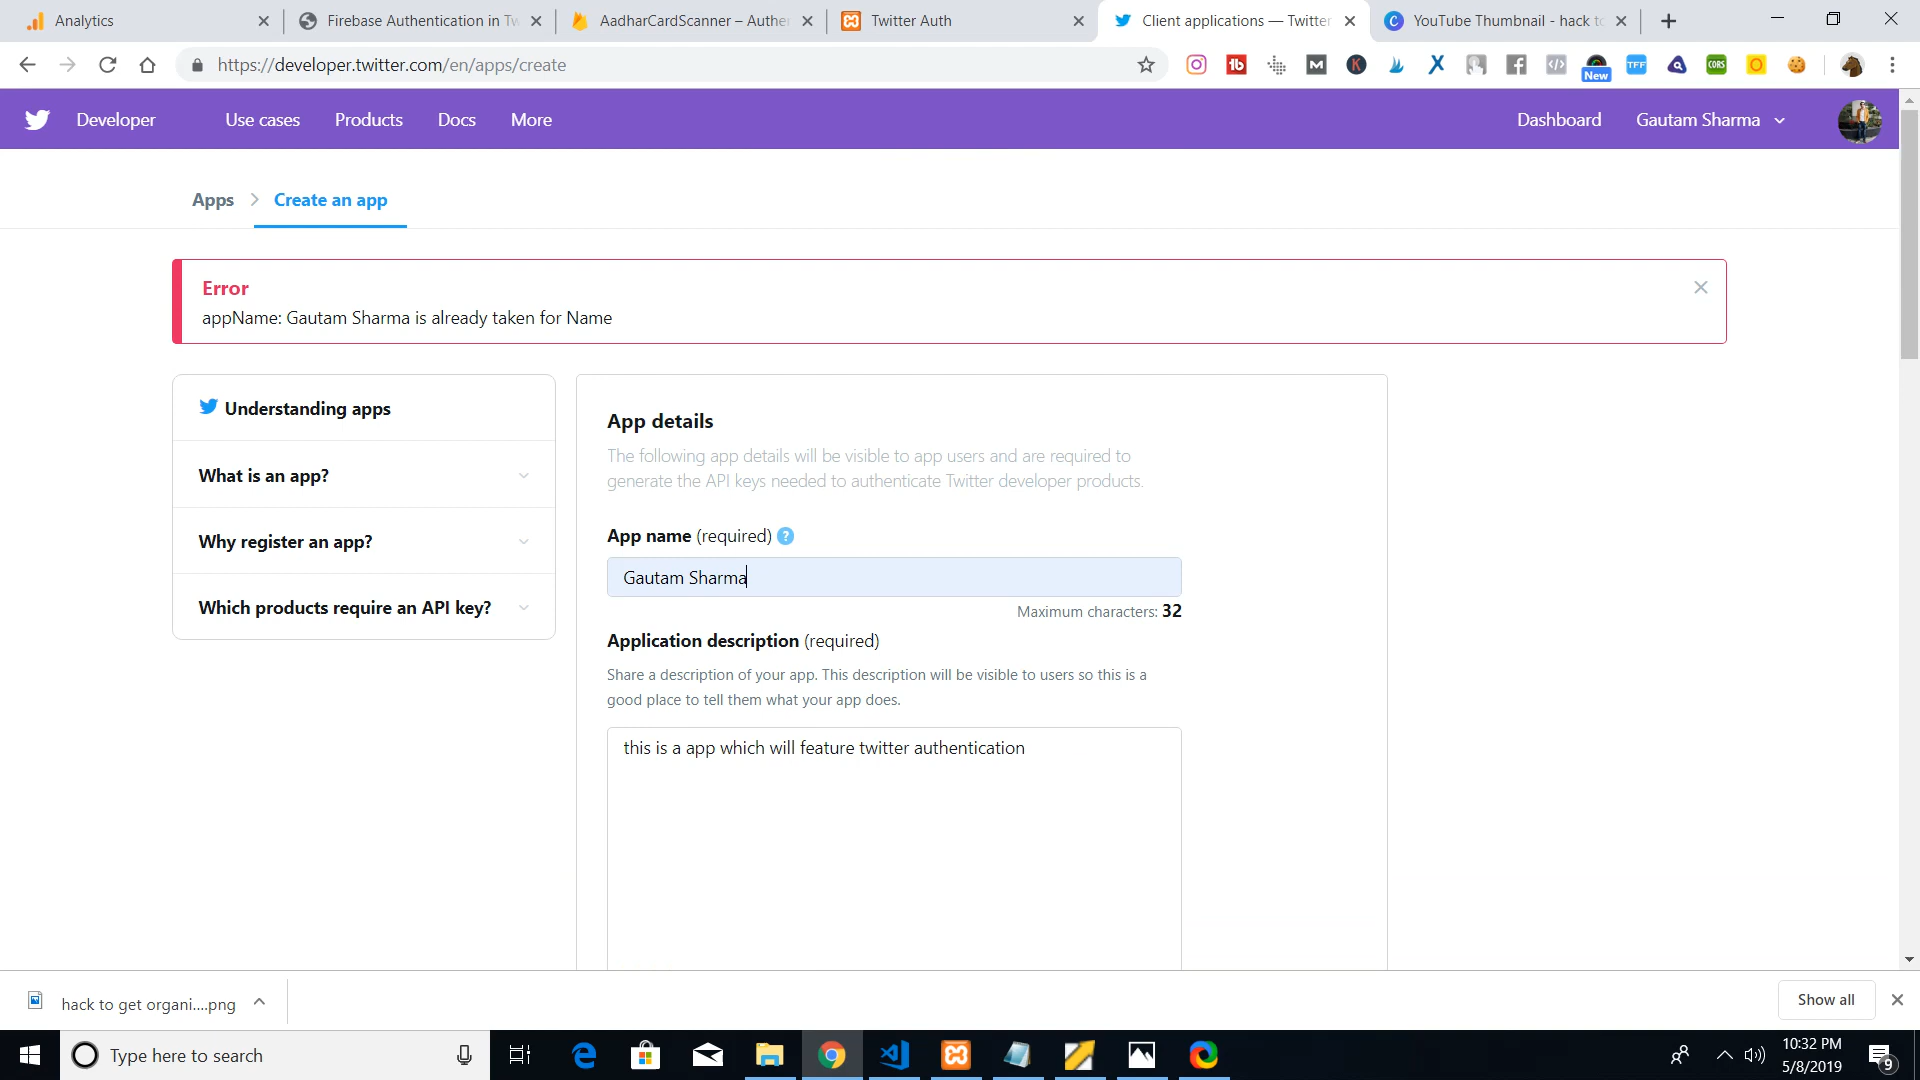 Analytics
Firebase Authentication in Tw
AadharCardScanner – Authen
Twitter Auth
Client applications — Twitter
YouTube Thumbnail - hack to
https://developer.twitter.com/en/apps/create
New
Developer
Use cases
Products
Docs
More
Dashboard
Gautam Sharma
Apps
Create an app
Error
appName: Gautam Sharma is already taken for Name
Understanding apps
What is an app?
Why register an app?
Which products require an API key?
App details
The following app details will be visible to app users and are required to
generate the API keys needed to authenticate Twitter developer products.
App name (required) ?
Gautam Sharma
Maximum characters: 32
Application description (required)
Share a description of your app. This description will be visible to users so this is a
good place to tell them what your app does.
this is a app which will feature twitter authentication
hack to get organi....png
Show all
Type here to search
10:32 PM
5/8/2019
9